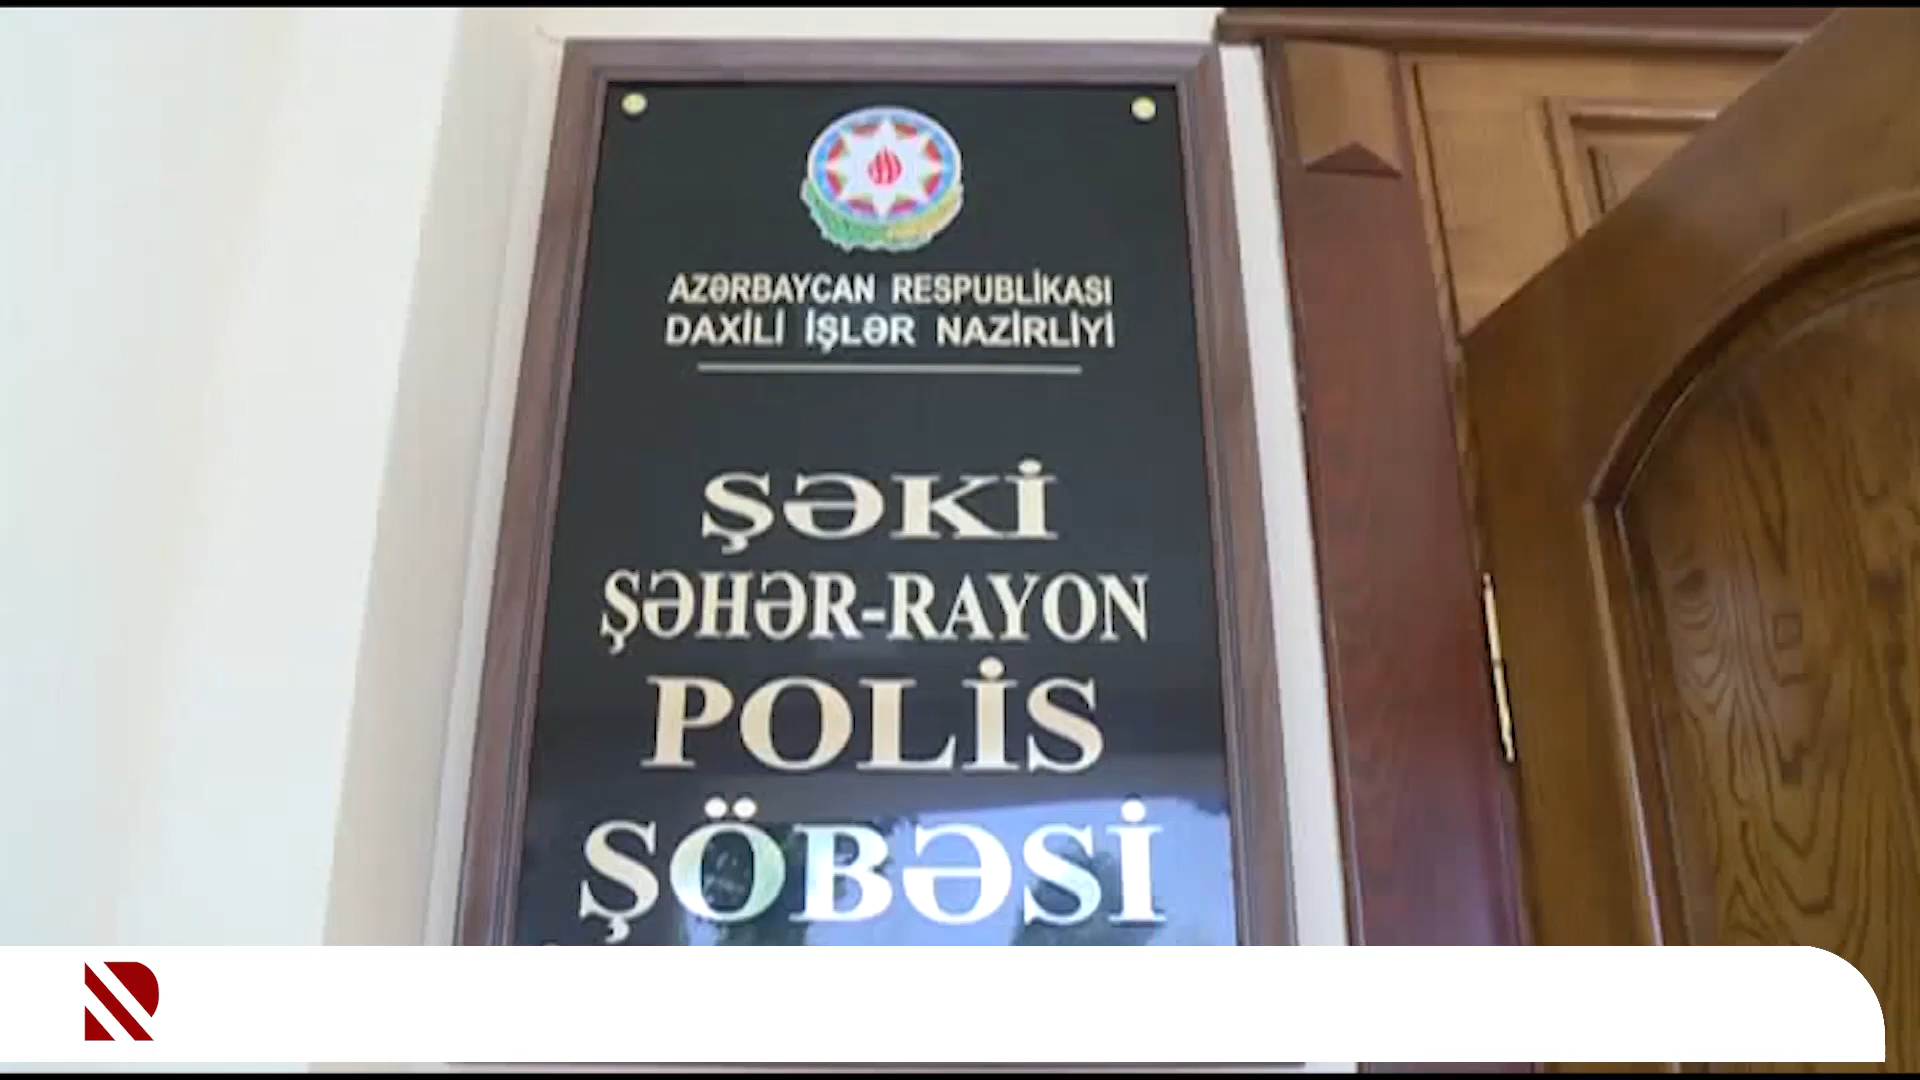 AZƏRBAYCAN RESPUBLİKASI
DAXİLİ İŞLƏR NAZİRLİYİ
ŞƏKİ
ŞƏHƏR-RAYON
POLİS
ŞÖBƏSİ